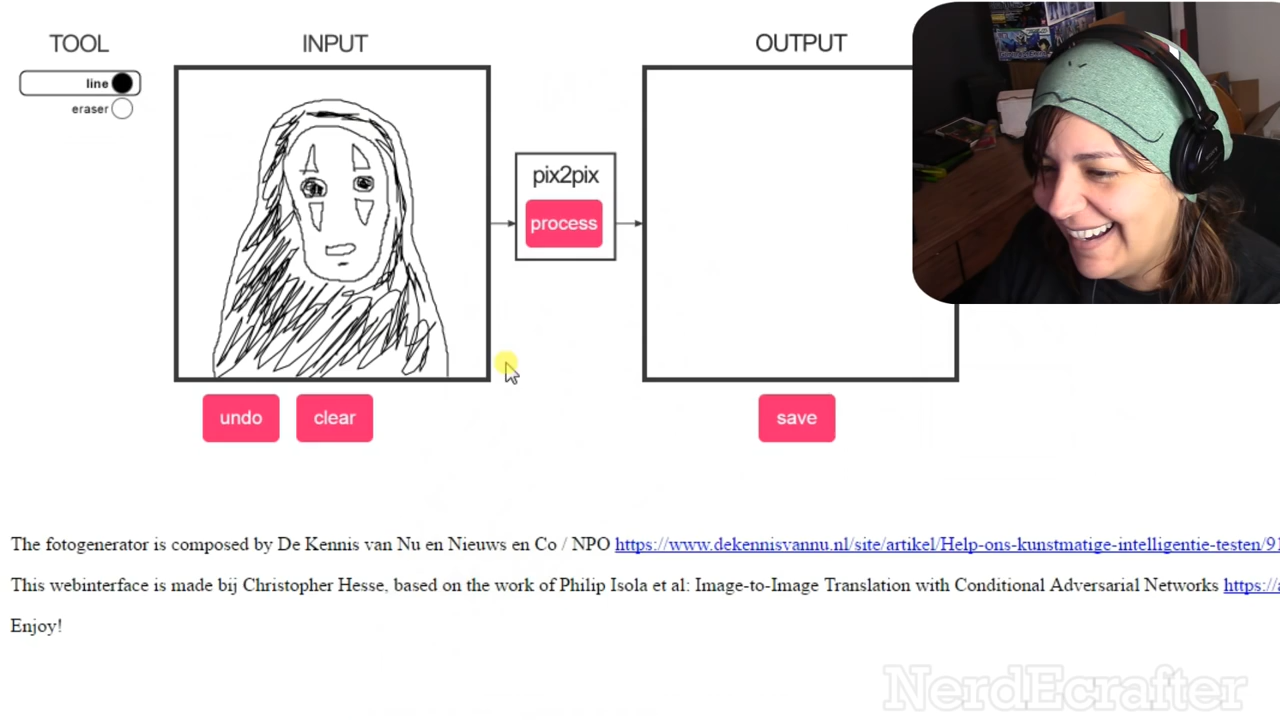 TOOL
INPUT
OUTPUT
line
eraser
pix2pix
process
undo
clear
save
The fotogenerator is composed by De Kennis van Nu en Nieuws en Co / NPO https://www.dekennisvannu.nl/site/artikel/Help-ons-kunstmatige-intelligentie-testen/91
This webinterface is made bij Christopher Hesse, based on the work of Philip Isola et al: Image-to-Image Translation with Conditional Adversarial Networks https://a
Enjoy!
NerdEcrafter